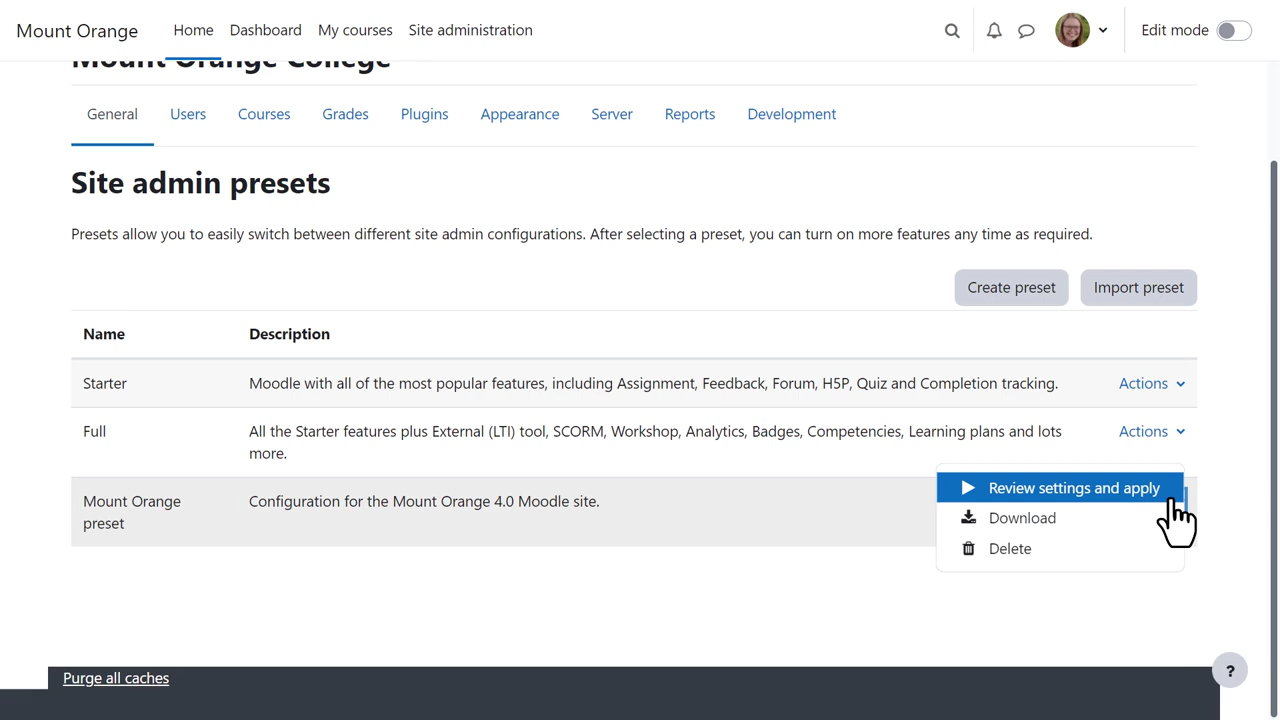 Mount Orange
Home
Dashboard
My courses
Site administration
Edit mode
Mount Orange College
General
Users
Courses
Grades
Plugins
Appearance
Server
Reports
Development
Site admin presets
Presets allow you to easily switch between different site admin configurations. After selecting a preset, you can turn on more features any time as required.
Create preset
Import preset
Name
Description
Starter
Moodle with all of the most popular features, including Assignment, Feedback, Forum, H5P, Quiz and Completion tracking.
Actions
Full
All the Starter features plus External (LTI) tool, SCORM, Workshop, Analytics, Badges, Competencies, Learning plans and lots
more.
Actions
Mount Orange
preset
Configuration for the Mount Orange 4.0 Moodle site.
Review settings and apply
Download
Delete
Purge all caches
?